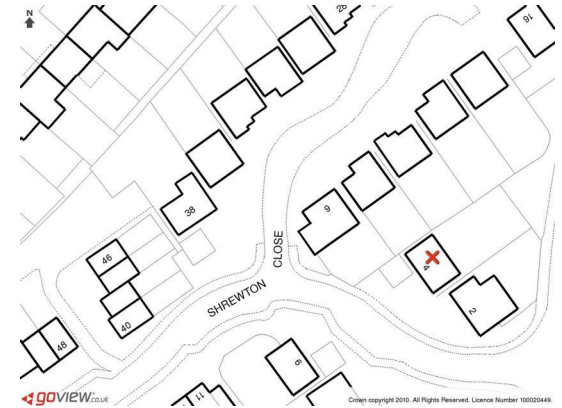 N
16
26
6
38
CLOSE
46
4
SHREWTON
2
40
48
9
11
goview.co.uk
Crown copyright 2010. All Rights Reserved. Licence Number 100020449.